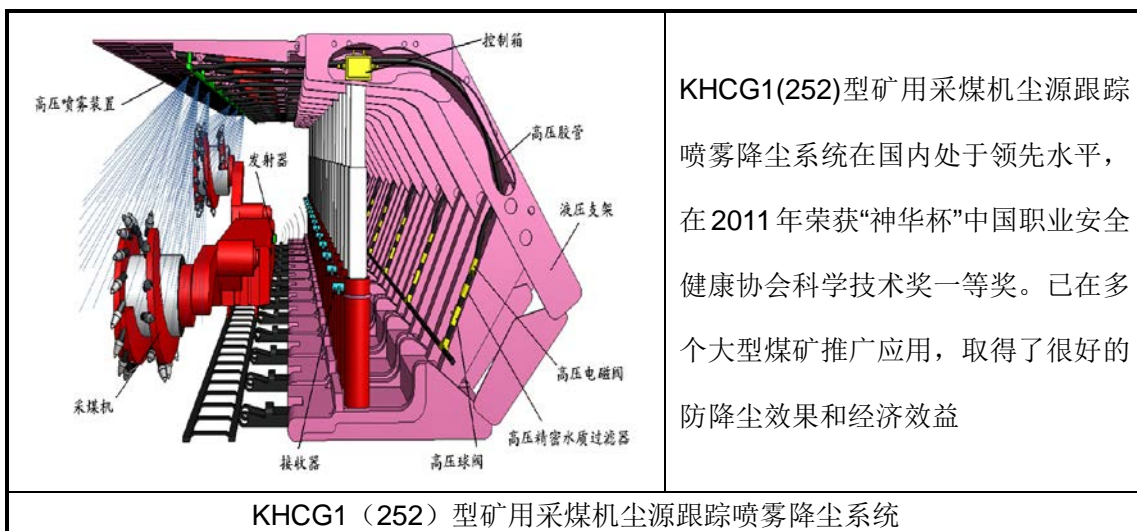 控制箱
高压喷雾装置
高压胶管
发射器
液压支架
高压电磁阀
采煤机
高压精密水质过滤器
接收器
高压球阀
KHCG1(252)型矿用采煤机尘源跟踪
喷雾降尘系统在国内处于领先水平，
在2011年荣获“神华杯”中国职业安全
健康协会科学技术奖一等奖。已在多
个大型煤矿推广应用，取得了很好的
防降尘效果和经济效益
KHCG1（252）型矿用采煤机尘源跟踪喷雾降尘系统